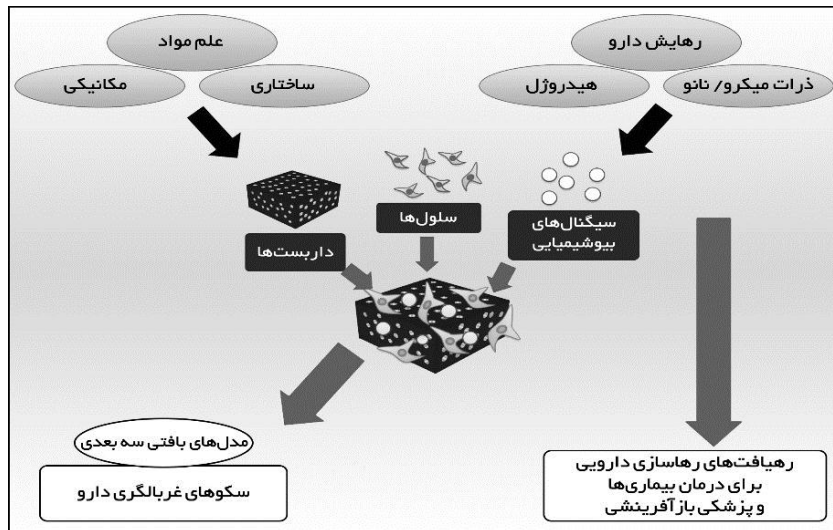 علم مواد
مکانیکی
ساختاری
رهایش دارو
هیدروژل
ذرات میکرو/ نانو
سلول‌ها
داربست‌ها
سیگنال‌های
بیوشیمیایی
مدل‌های بافتی سه بعدی
سکوهای غربالگری دارو
رهیافت‌های رهاسازی دارویی
برای درمان بیماری‌ها
و پزشکی بازآفرینشی